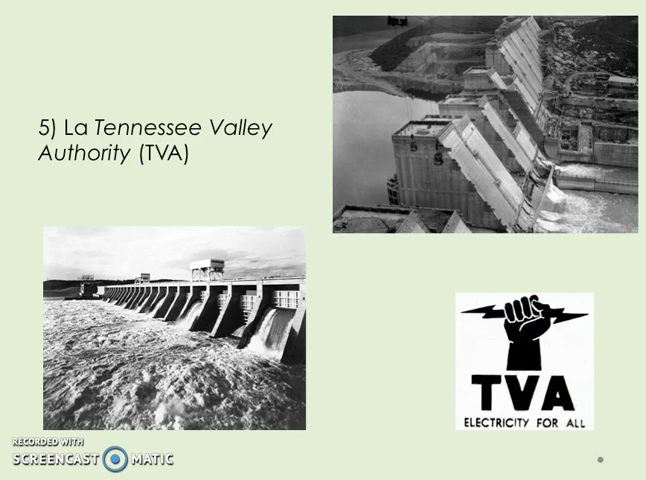 5) La Tennessee Valley
Authority (TVA)
TVA
ELECTRICITY FOR ALL
RECORDED WITH
SCREENCAST MATIC